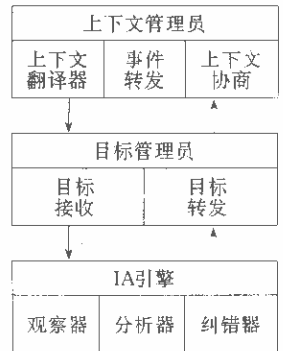 上下文管理员
上下文 事件 上下文
翻译器 转发 协商
目标管理员
目标 目标
接收 转发
IA引擎
观察器 分析器 纠错器